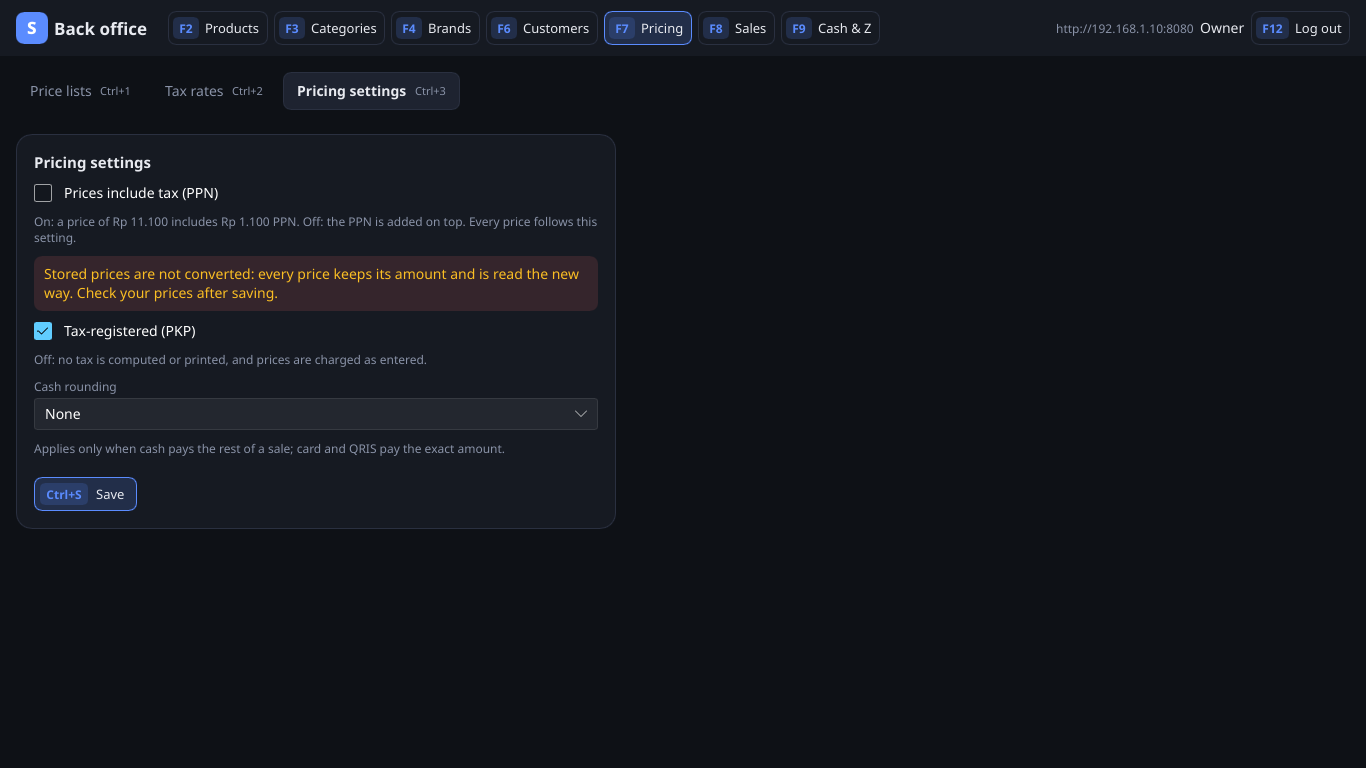 S Back office F2 Products F3 Categories F4 Brands F6 Customers F7 Pricing F8 Sales F9 Cash & Z http://192.168.1.10:8080 Owner F12 Log out
Price lists Ctrl+1 Tax rates Ctrl+2 Pricing settings Ctrl+3
Pricing settings
Prices include tax (PPN)
On: a price of Rp 11.100 includes Rp 1.100 PPN. Off: the PPN is added on top. Every price follows this
setting.
Stored prices are not converted: every price keeps its amount and is read the new
way. Check your prices after saving.
Tax-registered (PKP)
Off: no tax is computed or printed, and prices are charged as entered.
Cash rounding
None
Applies only when cash pays the rest of a sale; card and QRIS pay the exact amount.
Ctrl+S Save